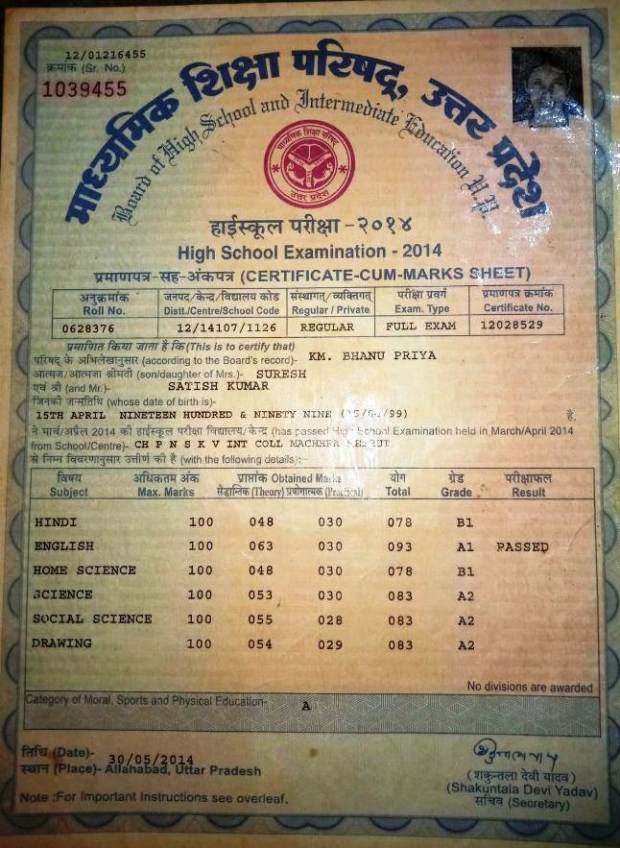 12/01216455
क्रमांक (Sr. No.)
1039455
माध्यमिक शिक्षा परिषद्, उत्तर प्रदेश
Board of High School and Intermediate Education U.P.
माध्यमिक शिक्षा परिषद्
उत्तर प्रदेश
हाईस्कूल परीक्षा -२०१४
High School Examination - 2014
प्रमाणपत्र-सह-अंकपत्र (CERTIFICATE-CUM-MARKS SHEET)
अनुक्रमांक जनपद/केन्द्र/विद्यालय कोड संस्थागत/व्यक्तिगत परीक्षा प्रवर्ग प्रमाणपत्र क्रमांक
Roll No. Distt./Centre/School Code Regular / Private Exam. Type Certificate No.
0628376 12/14107/1126 REGULAR FULL EXAM 12028529
प्रमाणित किया जाता है कि(This is to certify that)
परिषद् के अभिलेखानुसार (according to the Board's record)- KM. BHANU PRIYA
आत्मज/आत्मजा श्रीमती (son/daughter of Mrs.)- SURESH
एवं श्री (and Mr.)- SATISH KUMAR
जिनकी जन्मतिथि (whose date of birth is)-
15TH APRIL NINETEEN HUNDRED & NINETY NINE है,
ने मार्च/अप्रैल 2014 की हाईस्कूल परीक्षा विद्यालय/केन्द्र (has passed High School Examination held in March/April 2014
from School/Centre)- CH P N S K V INT COLL
से निम्न विवरणानुसार उत्तीर्ण की है (with the following details):-
विषय अधिकतम अंक प्राप्तांक Obtained Marks योग ग्रेड परीक्षाफल
Subject Max. Marks सैद्धान्तिक (Theory) प्रयोगात्मक (Practical) Total Grade Result
HINDI 100 048 030 078 B1
ENGLISH 100 063 030 093 A1 PASSED
HOME SCIENCE 100 048 030 078 B1
SCIENCE 100 053 030 083 A2
SOCIAL SCIENCE 100 055 028 083 A2
DRAWING 100 054 029 083 A2
No divisions are awarded
Category of Moral, Sports and Physical Education- A
तिथि (Date)- 30/05/2014
स्थान (Place)- Allahabad, Uttar Pradesh
(शकुन्तला देवी यादव)
(Shakuntala Devi Yadav)
सचिव (Secretary)
Note :For Important Instructions see overleaf.